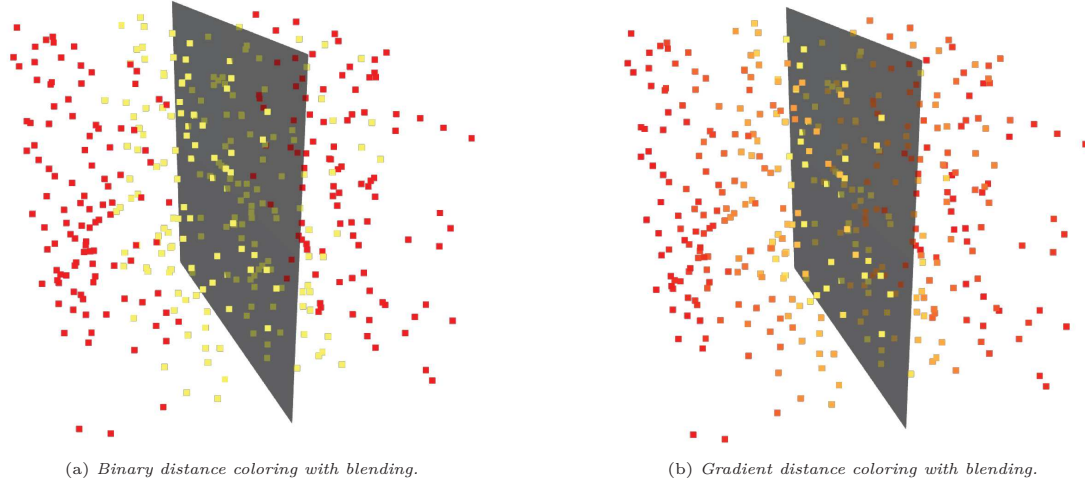 (a) Binary distance coloring with blending.
(b) Gradient distance coloring with blending.